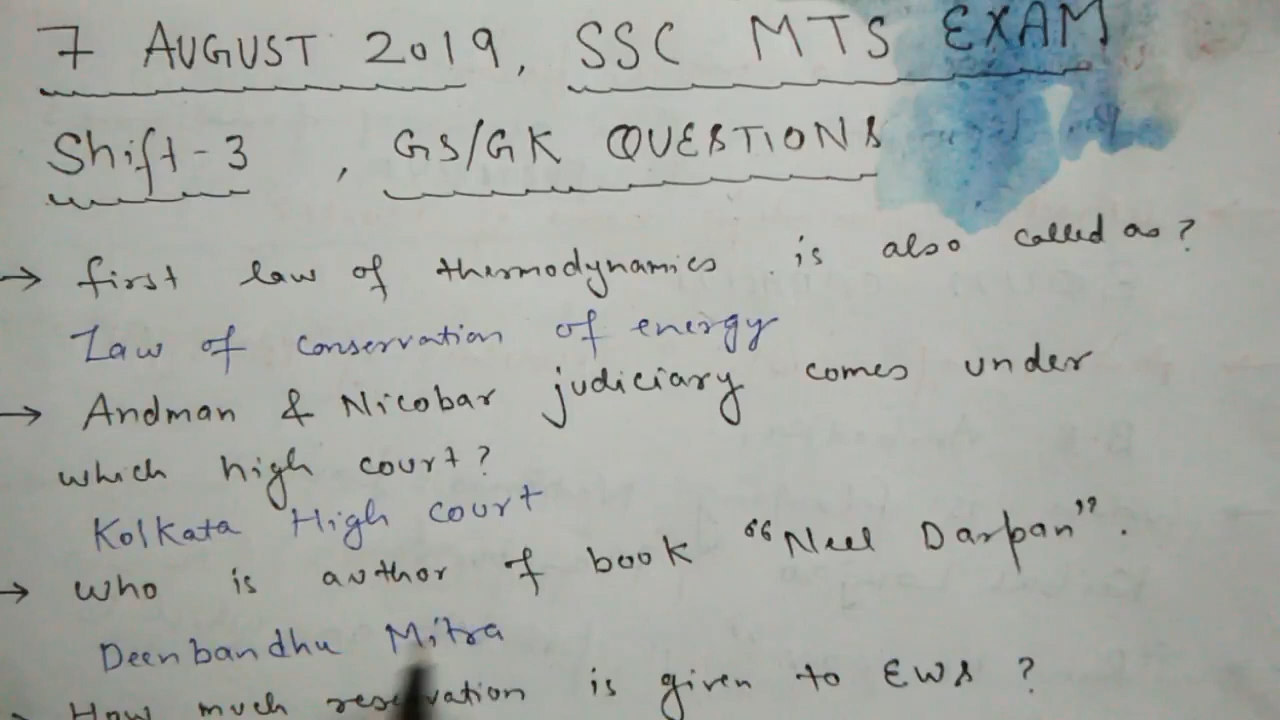 7 AUGUST 2019, SSC MTS EXAM
Shift-3 , GS/GK QUESTIONS
→ first law of thermodynamics is also called as?
Law of conservation of energy
→ Andman & Nicobar judiciary comes under
which high court?
Kolkata High court
→ who is author of book "Neel Darpan".
Deenbandhu Mitra
How much reservation is given to EWS ?